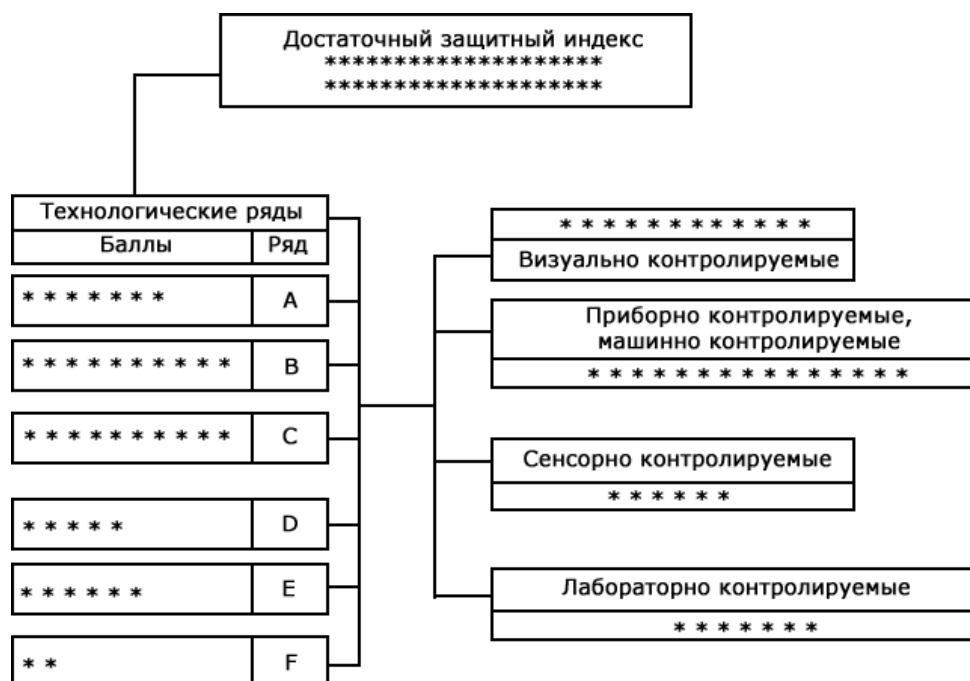 Достаточный защитный индекс
********************
********************
Технологические ряды
Баллы Ряд
* * * * * * * A
* * * * * * * * * * B
* * * * * * * * * * C
* * * * * D
* * * * * * E
* * F
* * * * * * * * * * * *
Визуально контролируемые
Приборно контролируемые,
машинно контролируемые
* * * * * * * * * * * * * * *
Сенсорно контролируемые
* * * * * *
Лабораторно контролируемые
* * * * * * *